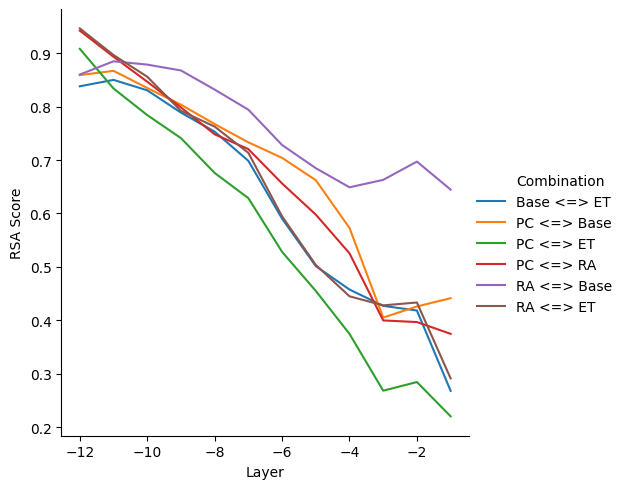 0.9
0.8
0.7
0.6
0.5
0.4
0.3
0.2
RSA Score
−12
−10
−8
−6
−4
−2
Layer
Combination
Base <=> ET
PC <=> Base
PC <=> ET
PC <=> RA
RA <=> Base
RA <=> ET